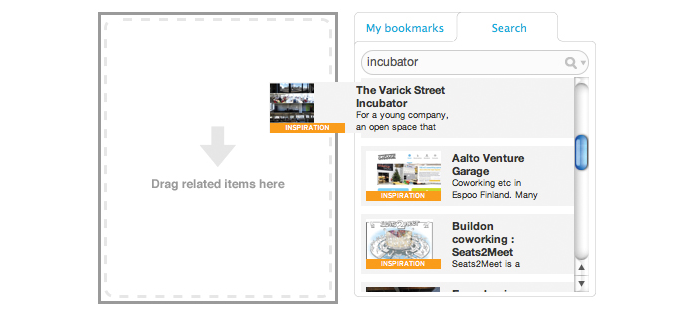 My bookmarks
Search
incubator
The Varick Street
Incubator
For a young company,
an open space that
INSPIRATION
Drag related items here
Aalto Venture
Garage
Coworking etc in
Espoo Finland. Many
INSPIRATION
Buildon
coworking :
Seats2Meet
Seats2Meet is a
INSPIRATION